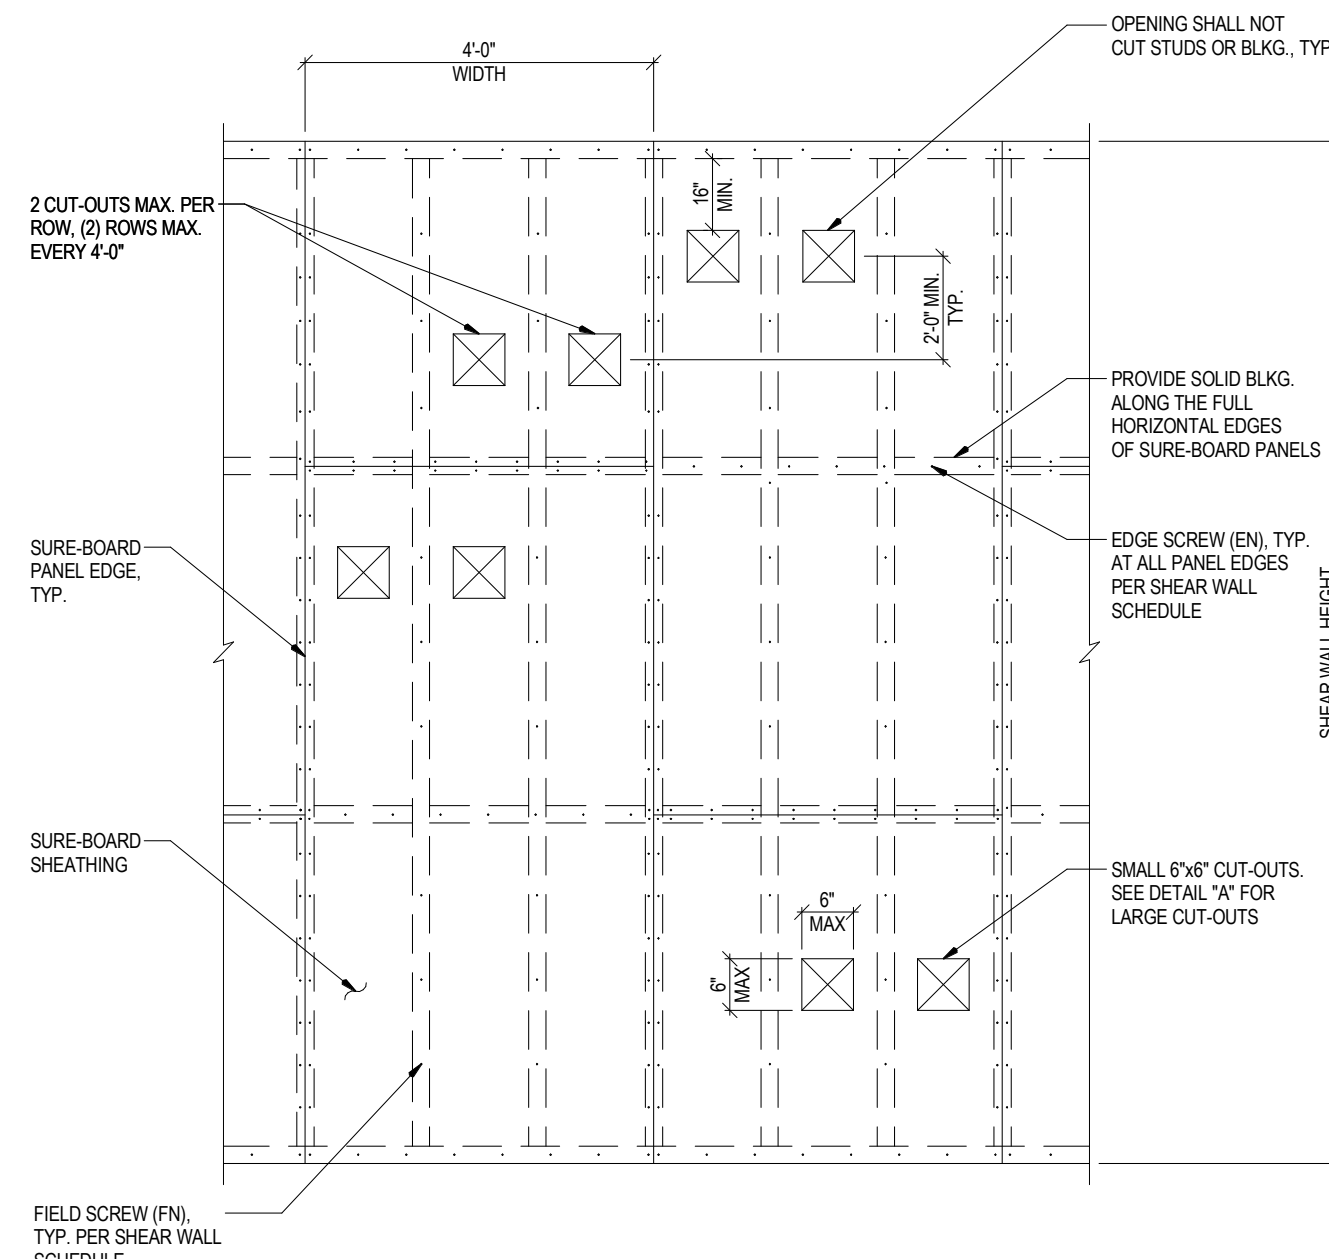 OPENING SHALL NOT
CUT STUDS OR BLKG., TYP
4'-0"
WIDTH
2 CUT-OUTS MAX. PER
ROW, (2) ROWS MAX.
EVERY 4'-0"
16"
MIN.
2'-0" MIN.
TYP.
PROVIDE SOLID BLKG.
ALONG THE FULL
HORIZONTAL EDGES
OF SURE-BOARD PANELS
SURE-BOARD
PANEL EDGE,
TYP.
EDGE SCREW (EN), TYP.
AT ALL PANEL EDGES
PER SHEAR WALL
SCHEDULE
SHEAR WALL HEIGHT
SURE-BOARD
SHEATHING
SMALL 6"x6" CUT-OUTS.
SEE DETAIL "A" FOR
LARGE CUT-OUTS
6"
MAX
6"
MAX
FIELD SCREW (FN),
TYP. PER SHEAR WALL
SCHEDULE